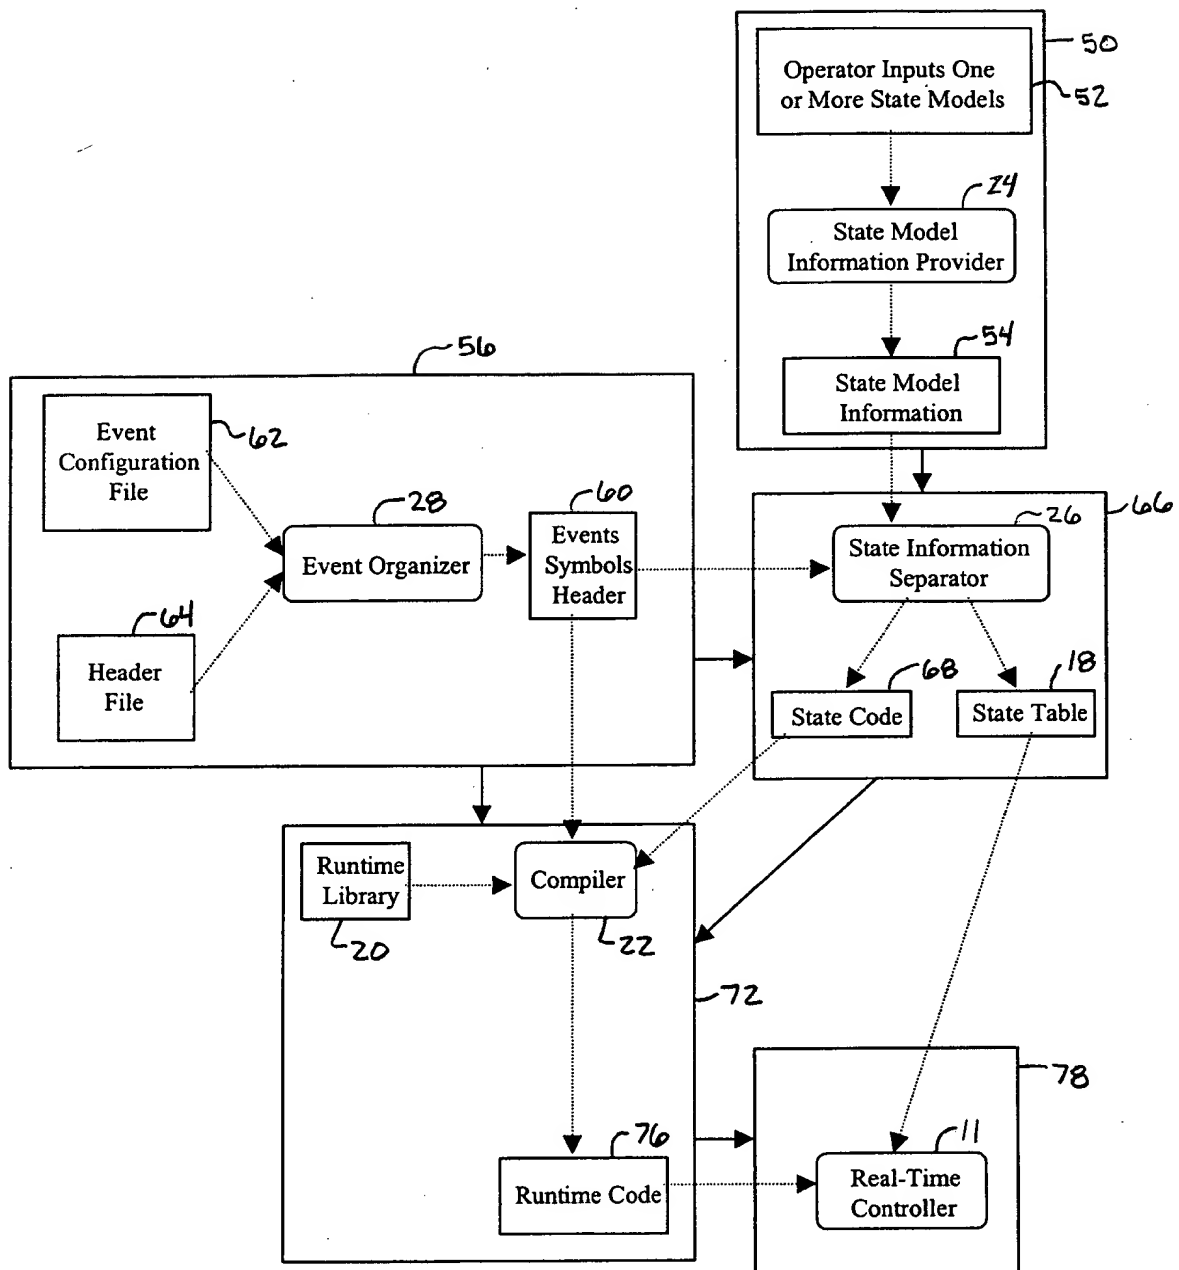 50
Operator Inputs One
or More State Models
52
24
State Model
Information Provider
54
State Model
Information
56
Event
Configuration
File
62
28
Event Organizer
60
Events
Symbols
Header
64
Header
File
66
26
State Information
Separator
68
State Code
18
State Table
Runtime
Library
20
Compiler
22
72
76
Runtime Code
78
11
Real-Time
Controller